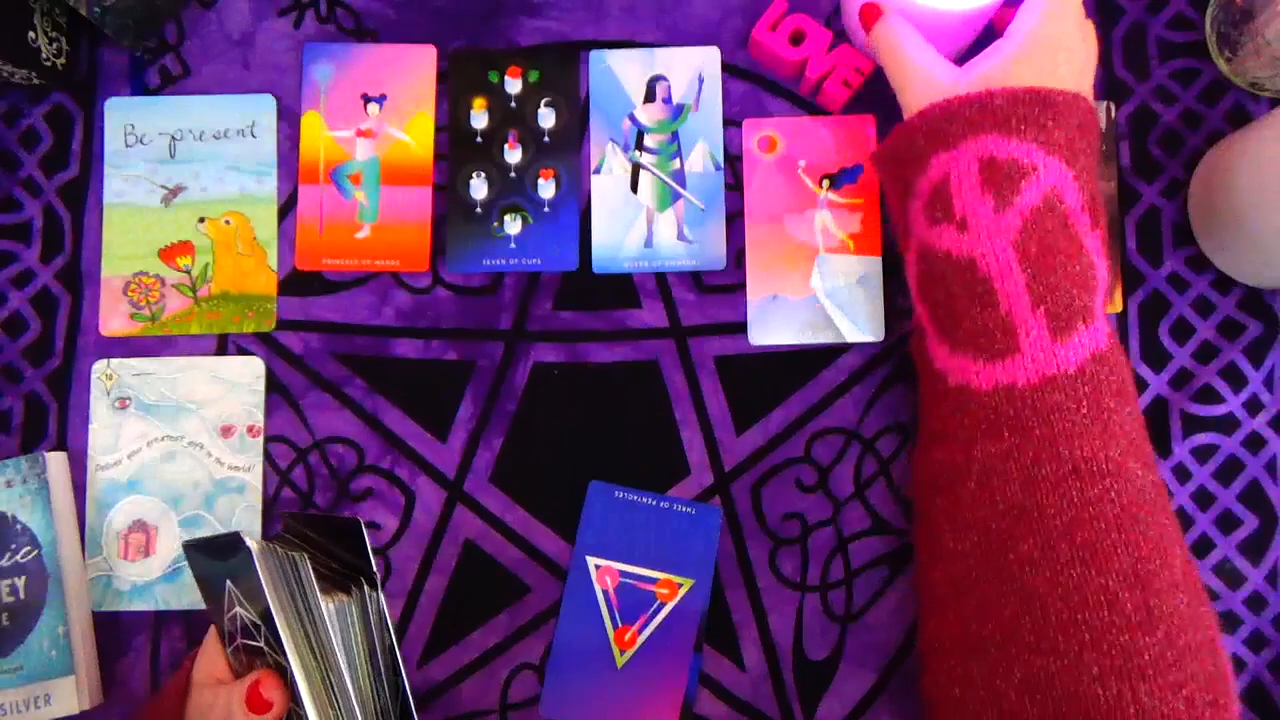 Be present
LOVE
PRINCESS OF WANDS
SEVEN OF CUPS
QUEEN OF
10
Deliver your greatest gift to the world!
THREE OF PENTACLES
SILVER